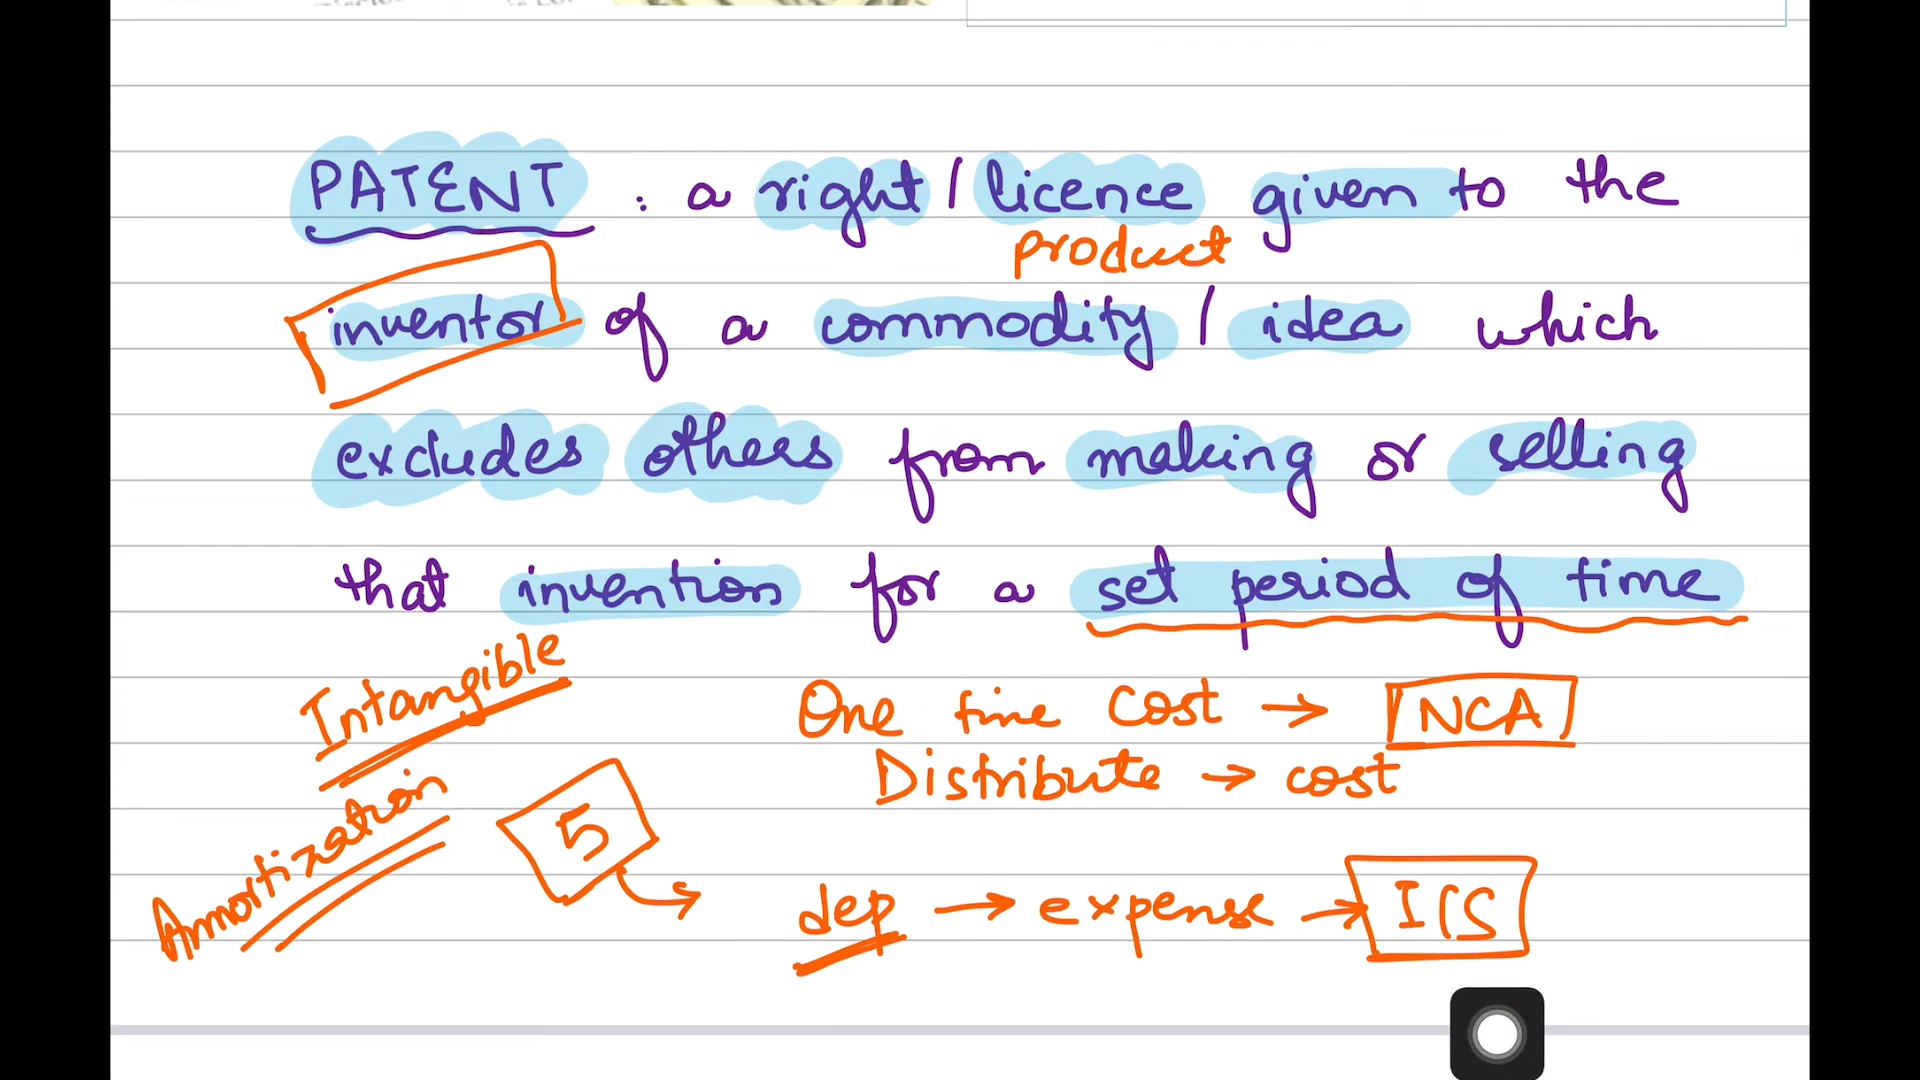 PATENT : a right / licence given to the
product
inventor of a commodity / idea which
excludes others from making or selling
that invention for a set period of time
Intangible
One time cost → NCA
Distribute → cost
Amortization
5
dep → expense → I/S